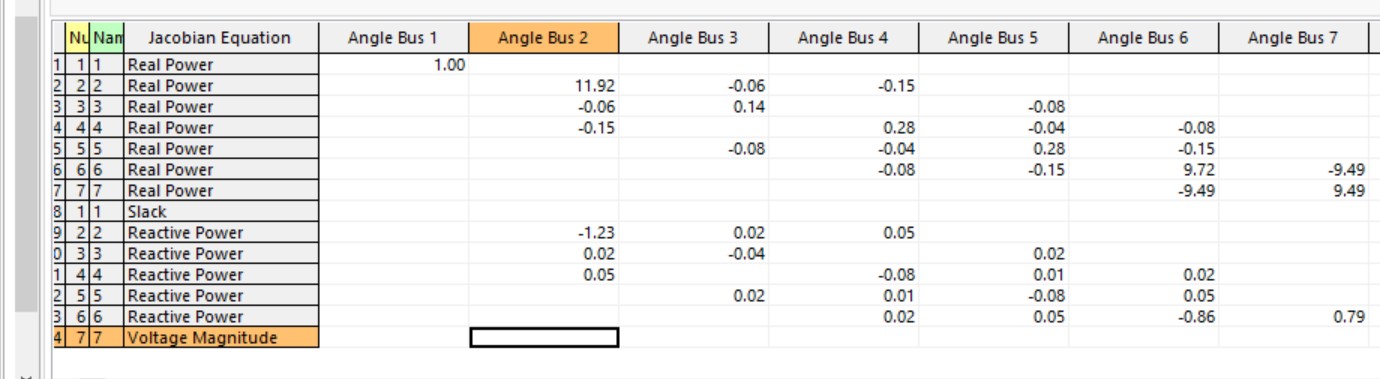 Nu Nam Jacobian Equation Angle Bus 1 Angle Bus 2 Angle Bus 3 Angle Bus 4 Angle Bus 5 Angle Bus 6 Angle Bus 7
1 1 1 Real Power 1.00
2 2 2 Real Power 11.92 -0.06 -0.15
3 3 3 Real Power -0.06 0.14 -0.08
4 4 4 Real Power -0.15 0.28 -0.04 -0.08
5 5 5 Real Power -0.08 -0.04 0.28 -0.15
6 6 6 Real Power -0.08 -0.15 9.72 -9.49
7 7 7 Real Power -9.49 9.49
8 1 1 Slack
9 2 2 Reactive Power -1.23 0.02 0.05
0 3 3 Reactive Power 0.02 -0.04 0.02
1 4 4 Reactive Power 0.05 -0.08 0.01 0.02
2 5 5 Reactive Power 0.02 0.01 -0.08 0.05
3 6 6 Reactive Power 0.02 0.05 -0.86 0.79
4 7 7 Voltage Magnitude